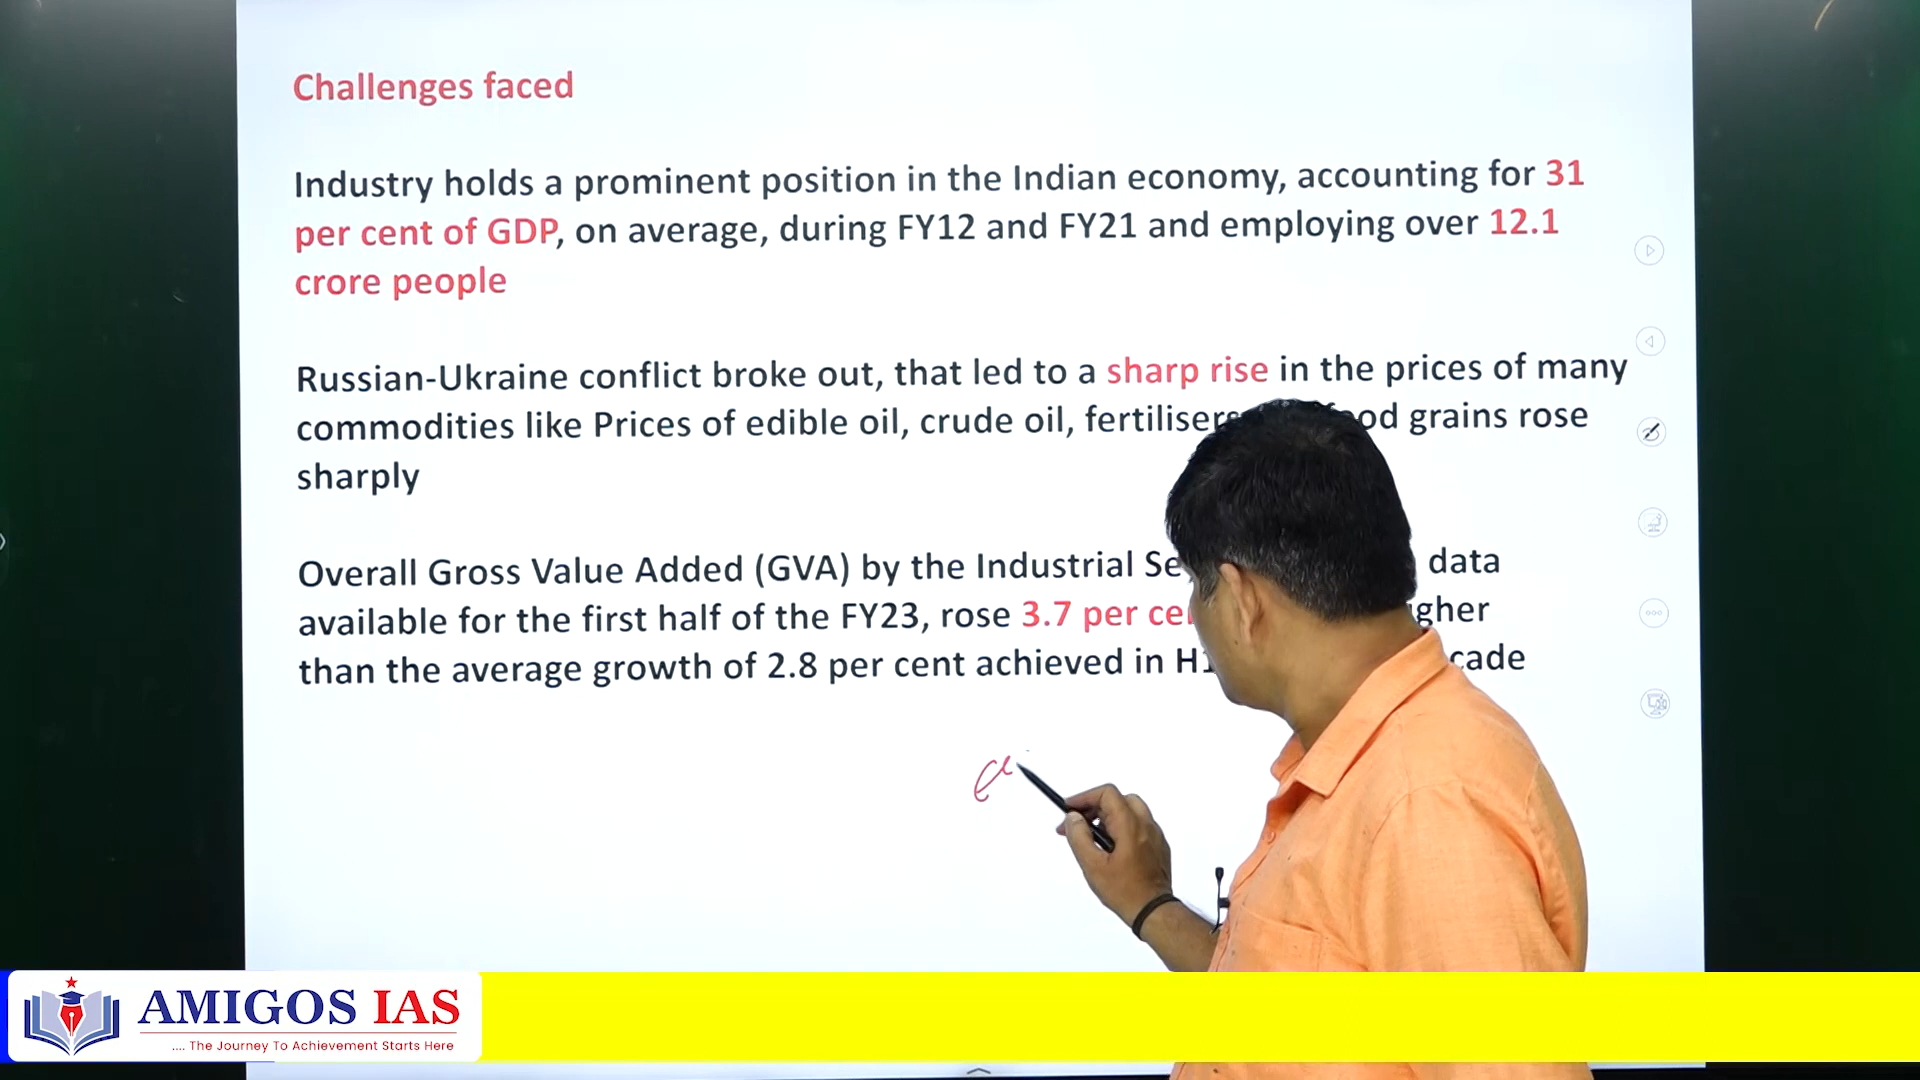 Challenges faced
Industry holds a prominent position in the Indian economy, accounting for 31
per cent of GDP, on average, during FY12 and FY21 and employing over 12.1
crore people
Russian-Ukraine conflict broke out, that led to a sharp rise in the prices of many
commodities like Prices of edible oil, crude oil, fertilisers food grains rose
sharply
Overall Gross Value Added (GVA) by the Industrial data
available for the first half of the FY23, rose 3.7 per
than the average growth of 2.8 per cent achieved in
AMIGOS IAS
.... The Journey To Achievement Starts Here